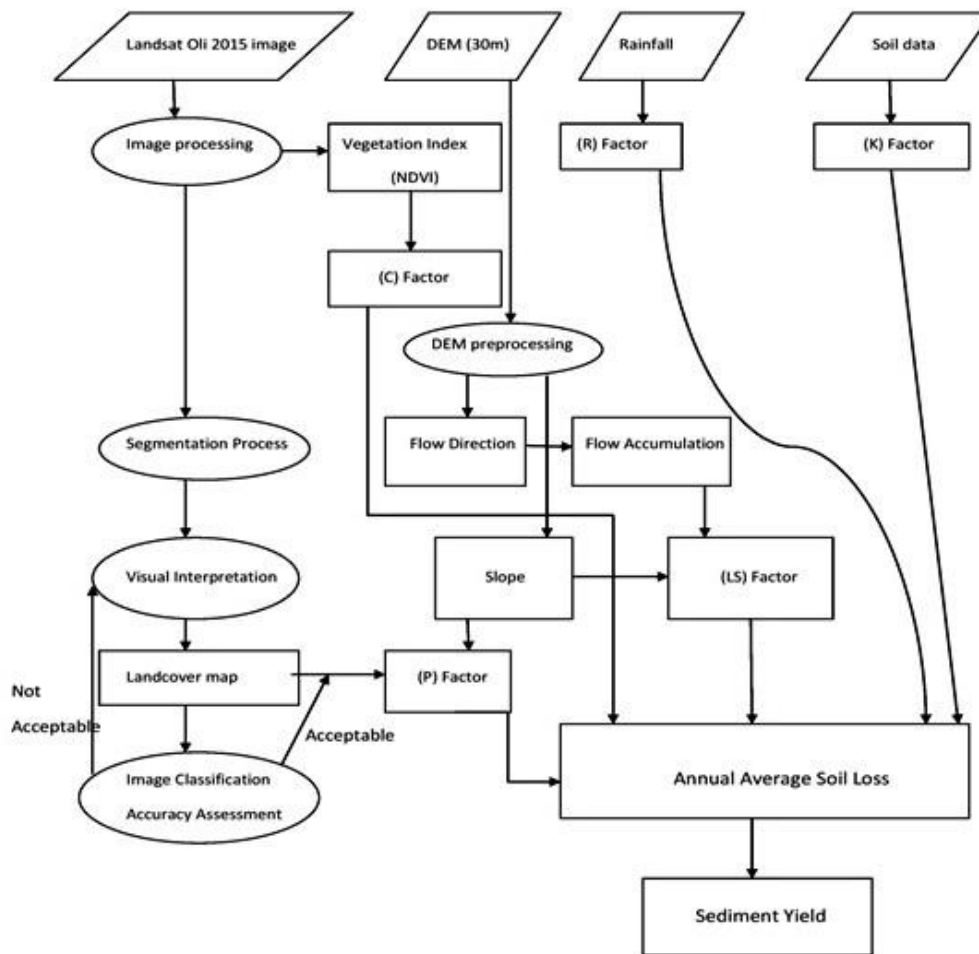 Landsat Oli 2015 image
DEM (30m)
Rainfall
Soil data
Image processing
Vegetation Index
(NDVI)
(R) Factor
(K) Factor
(C) Factor
DEM preprocessing
Segmentation Process
Flow Direction
Flow Accumulation
Visual Interpretation
Slope
(LS) Factor
Landcover map
(P) Factor
Not
Acceptable
Acceptable
Image Classification
Accuracy Assessment
Annual Average Soil Loss
Sediment Yield